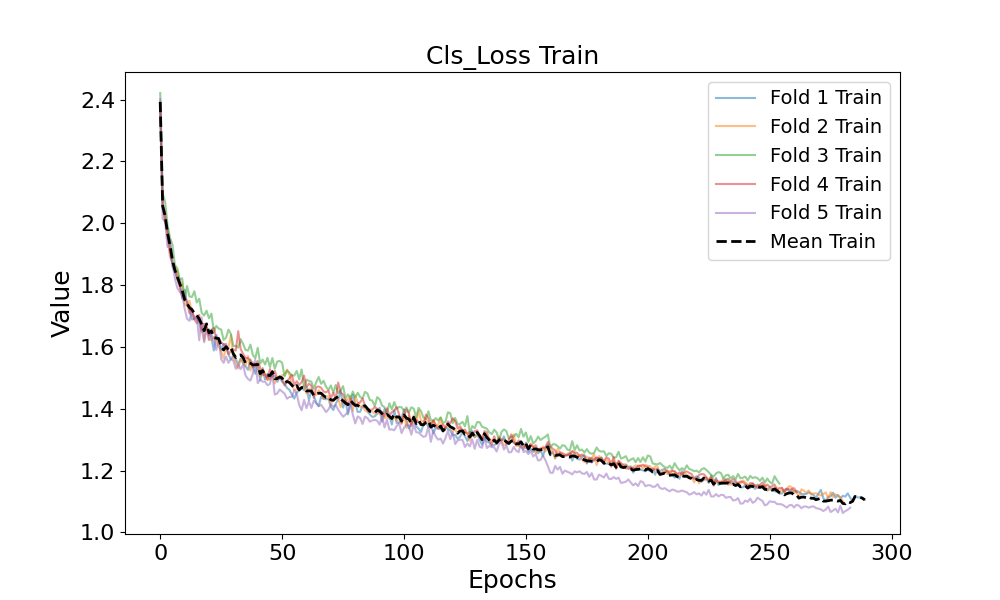 Cls_Loss Train
Value
2.4
2.2
2.0
1.8
1.6
1.4
1.2
1.0
Fold 1 Train
Fold 2 Train
Fold 3 Train
Fold 4 Train
Fold 5 Train
Mean Train
0 50 100 150 200 250 300
Epochs